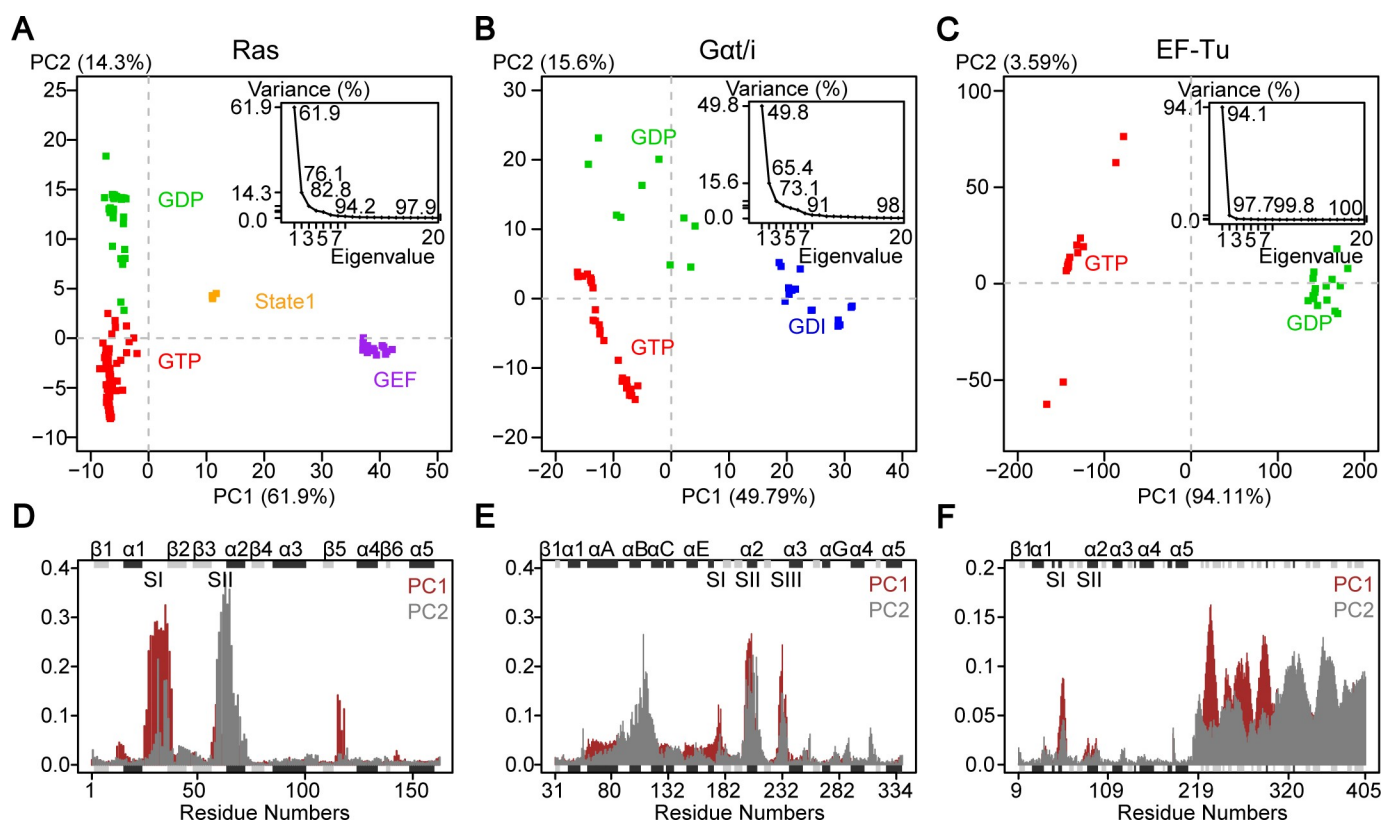 A
Ras
PC2 (14.3%)
25
20
15
10
5
0
−5
−10
−10 0 10 20 30 40 50
PC1 (61.9%)
GDP
GTP
State1
GEF
Variance (%)
61.9
14.3
0.0
61.9
76.1
82.8
94.2
97.9
1 3 5 7 20
Eigenvalue
B
Gαt/i
PC2 (15.6%)
30
20
10
0
−10
−20
−20 −10 0 10 20 30 40
PC1 (49.79%)
GDP
GTP
GDI
Variance (%)
49.8
15.6
0.0
49.8
65.4
73.1
91
98
1 3 5 7 20
Eigenvalue
C
EF-Tu
PC2 (3.59%)
100
50
0
−50
−200 −100 0 100 200
PC1 (94.11%)
GTP
GDP
Variance (%)
94.1
0.0
94.1
97.7
99.8
100
1 3 5 7 20
Eigenvalue
D
β1 α1 β2 β3 α2 β4 α3 β5 α4 β6 α5
SI SII
PC1
PC2
0.4
0.3
0.2
0.1
0.0
1 50 100 150
Residue Numbers
E
β1 α1 αA αB αC αE α2 α3 αG α4 α5
SI SII SIII
PC1
PC2
0.4
0.3
0.2
0.1
0.0
31 80 132 182 232 282 334
Residue Numbers
F
β1 α1 α2 α3 α4 α5
SI SII
PC1
PC2
0.2
0.15
0.1
0.05
0.0
9 109 219 320 405
Residue Numbers